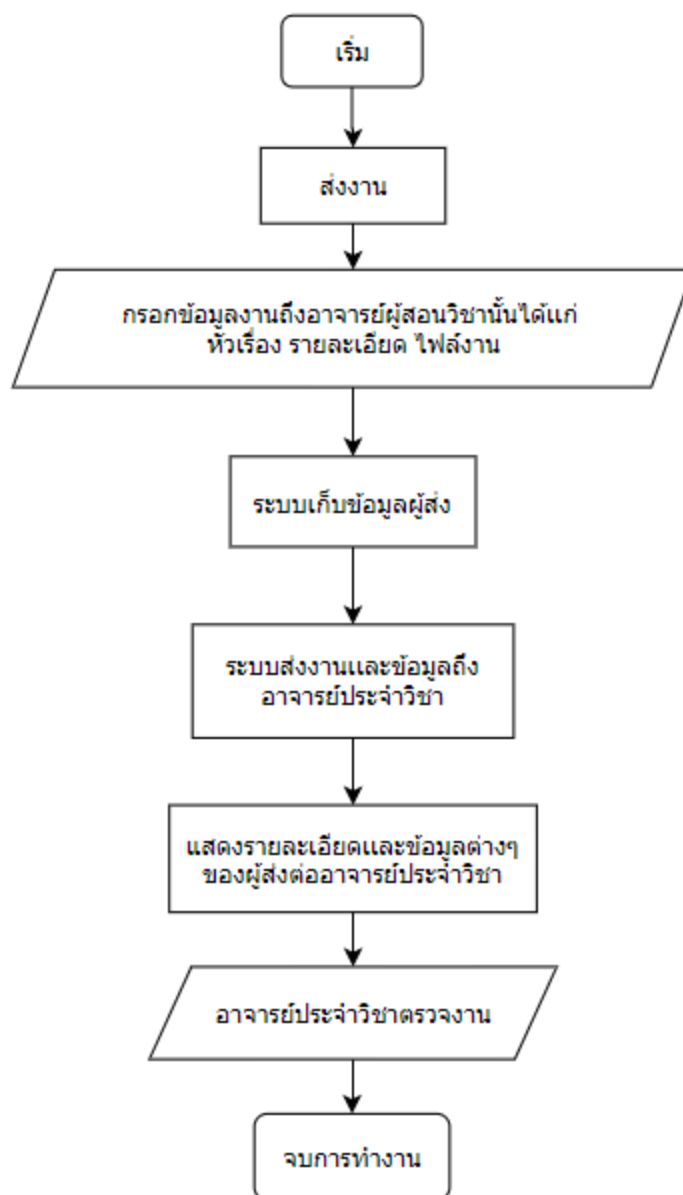 เริ่ม
ส่งงาน
กรอกข้อมูลงานถึงอาจารย์ผู้สอนวิชานั้นได้แก่
หัวเรื่อง รายละเอียด ไฟล์งาน
ระบบเก็บข้อมูลผู้ส่ง
ระบบส่งงานและข้อมูลถึง
อาจารย์ประจำวิชา
แสดงรายละเอียดและข้อมูลต่างๆ
ของผู้ส่งต่ออาจารย์ประจำวิชา
อาจารย์ประจำวิชาตรวจงาน
จบการทำงาน